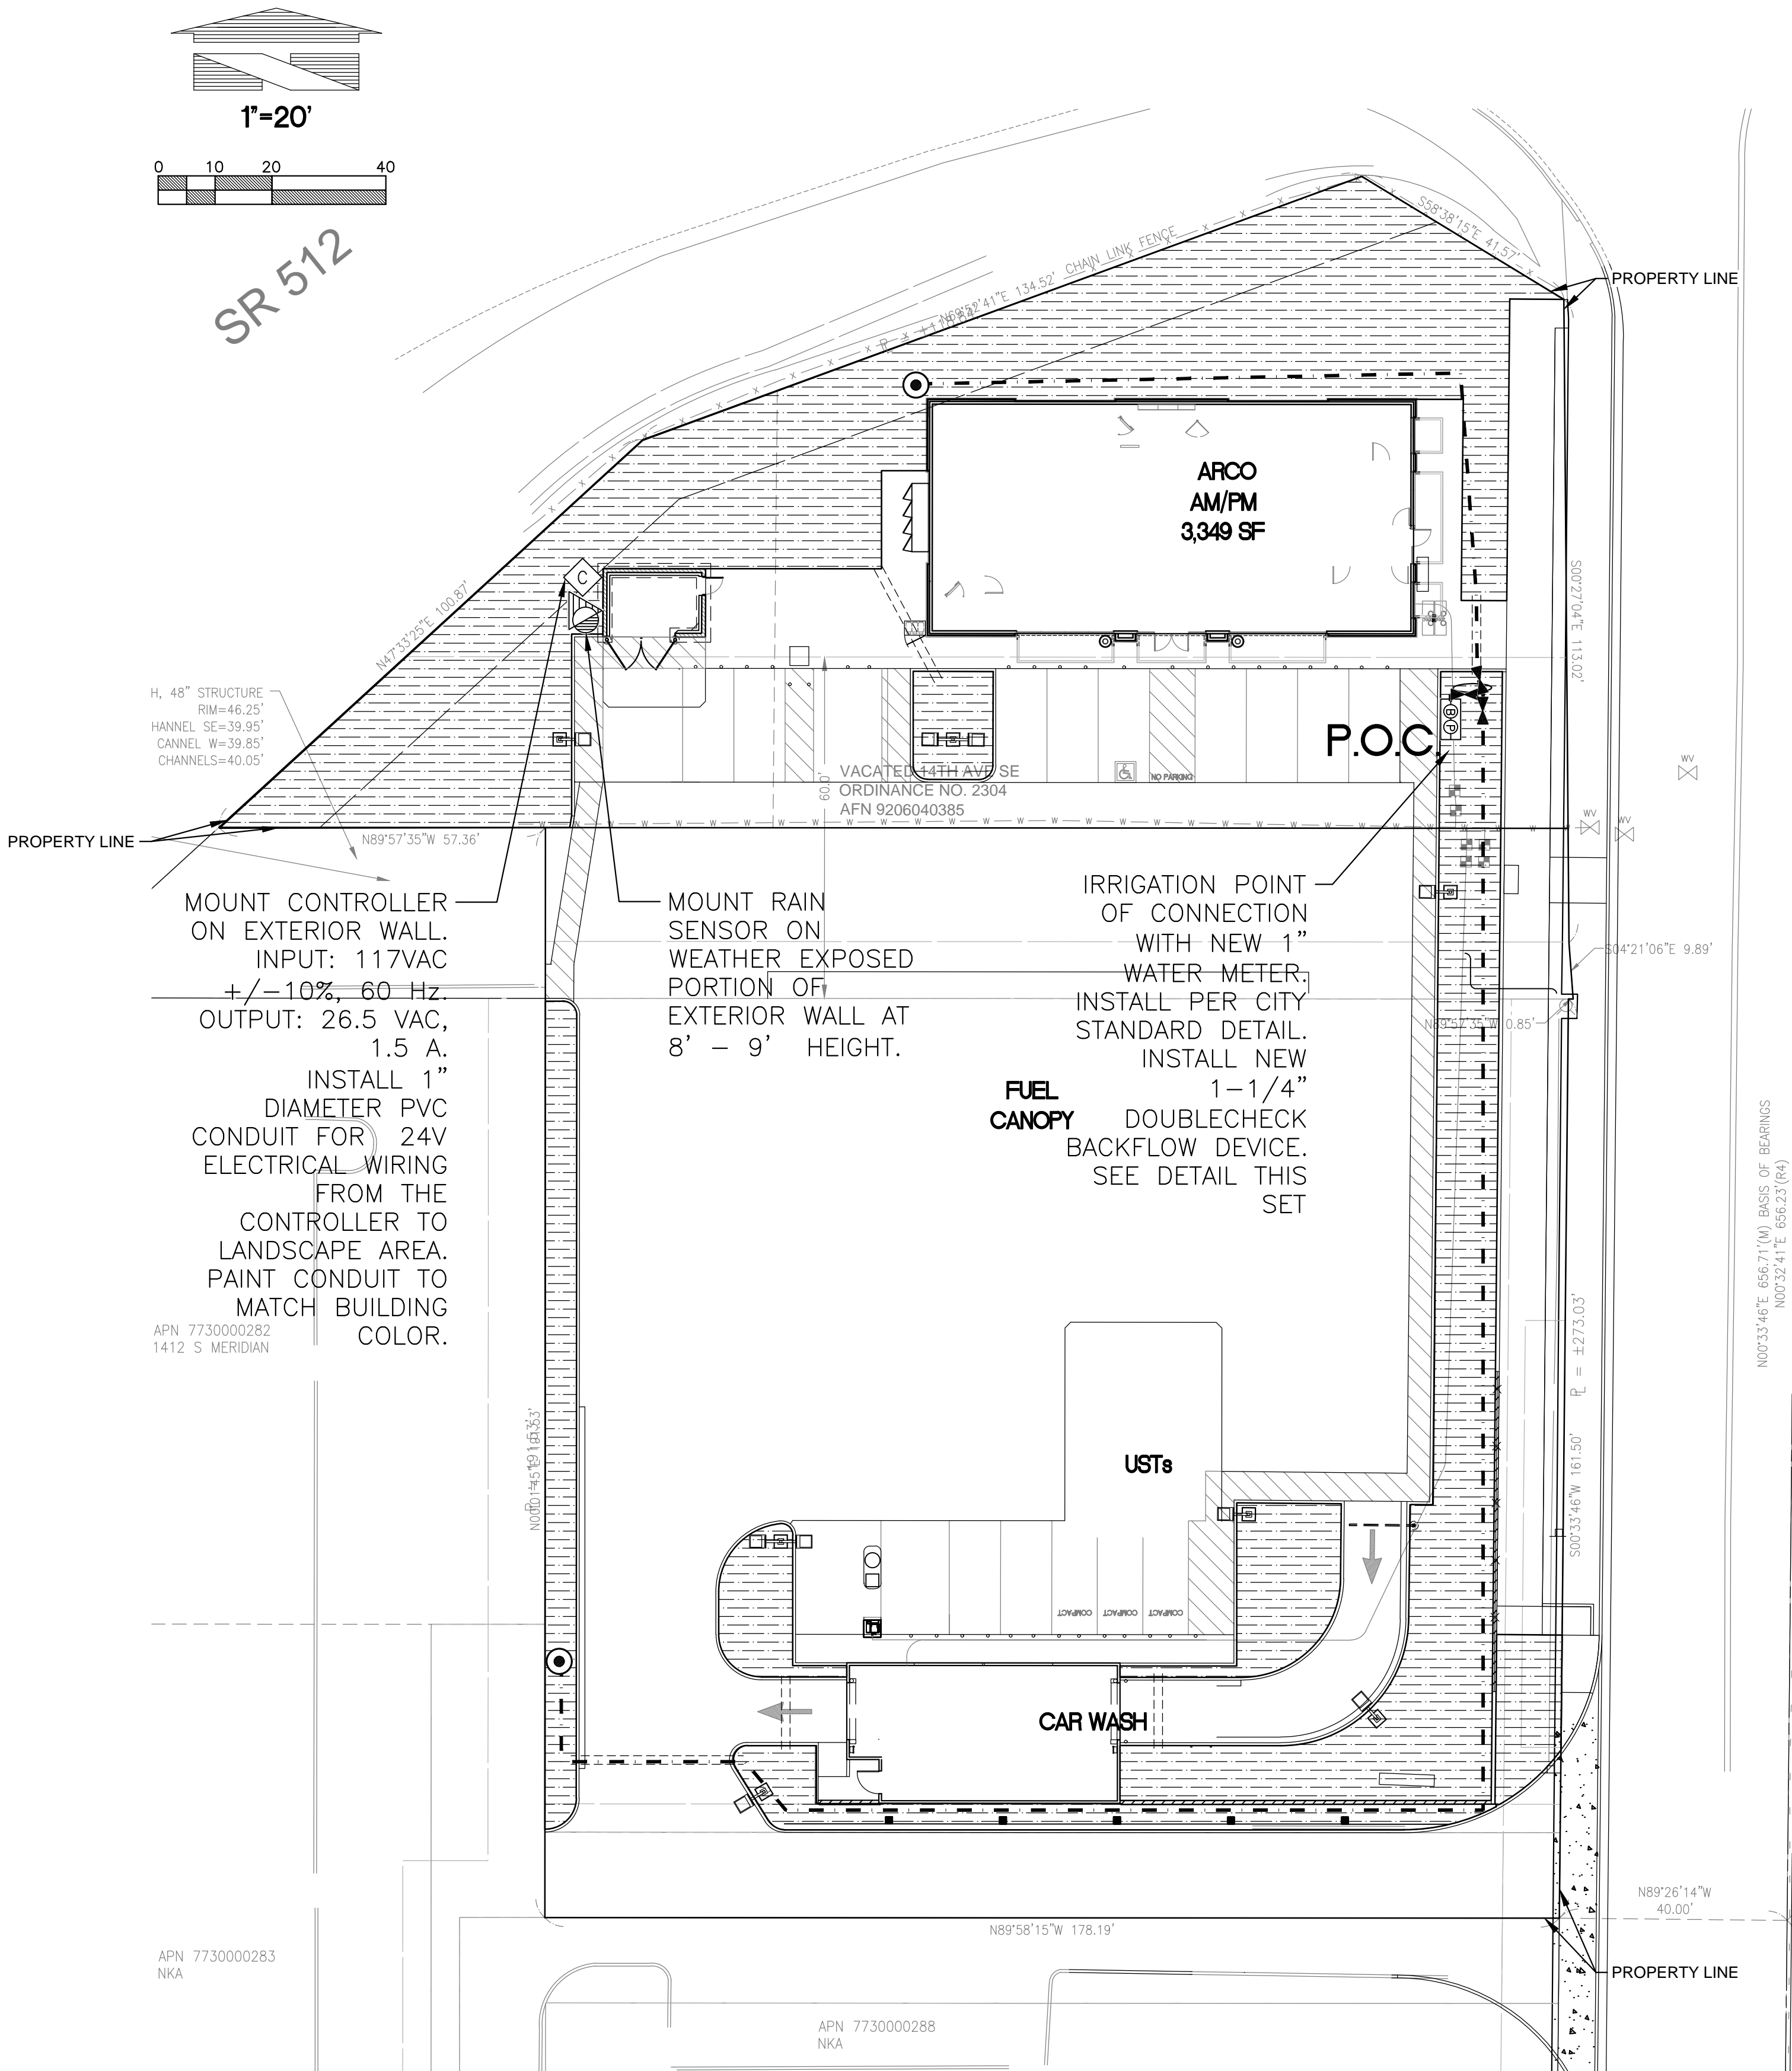 1"=20'
0 10 20 40
SR 512
S58°38'15"E 41.57'
CHAIN LINK FENCE
134.52'
PROPERTY LINE
ARCO
AM/PM
3,349 SF
C
N47°33'25"E 100.87'
S00°27'04"E 113.02'
H, 48" STRUCTURE
RIM=46.25'
HANNEL SE=39.95'
CANNEL W=39.85'
CHANNELS=40.05'
P.O.C.
B
P
60.0'
VACATED 14TH AVE SE
ORDINANCE NO. 2304
AFN 9206040385
NO PARKING
WV
WV
WV
PROPERTY LINE
N89°57'35"W 57.36'
MOUNT CONTROLLER
ON EXTERIOR WALL.
INPUT: 117VAC
+/-10%, 60 Hz.
OUTPUT: 26.5 VAC,
1.5 A.
INSTALL 1"
DIAMETER PVC
CONDUIT FOR 24V
ELECTRICAL WIRING
FROM THE
CONTROLLER TO
LANDSCAPE AREA.
PAINT CONDUIT TO
MATCH BUILDING
COLOR.
MOUNT RAIN
SENSOR ON
WEATHER EXPOSED
PORTION OF
EXTERIOR WALL AT
8' - 9' HEIGHT.
IRRIGATION POINT
OF CONNECTION
WITH NEW 1"
WATER METER.
INSTALL PER CITY
STANDARD DETAIL.
INSTALL NEW
1-1/4"
DOUBLECHECK
BACKFLOW DEVICE.
SEE DETAIL THIS
SET
S04°21'06"E 9.89'
N89°57'35"W 0.85'
FUEL
CANOPY
N00°33'46"E 656.71'(M) BASIS OF BEARINGS
N00°32'41"E 656.23'(R4)
APN 7730000282
1412 S MERIDIAN
PL = ±273.03'
S00°33'46"W 161.50'
USTs
COMPACT
COMPACT
COMPACT
CAR WASH
N89°26'14"W
40.00'
N89°58'15"W 178.19'
APN 7730000283
NKA
PROPERTY LINE
APN 7730000288
NKA